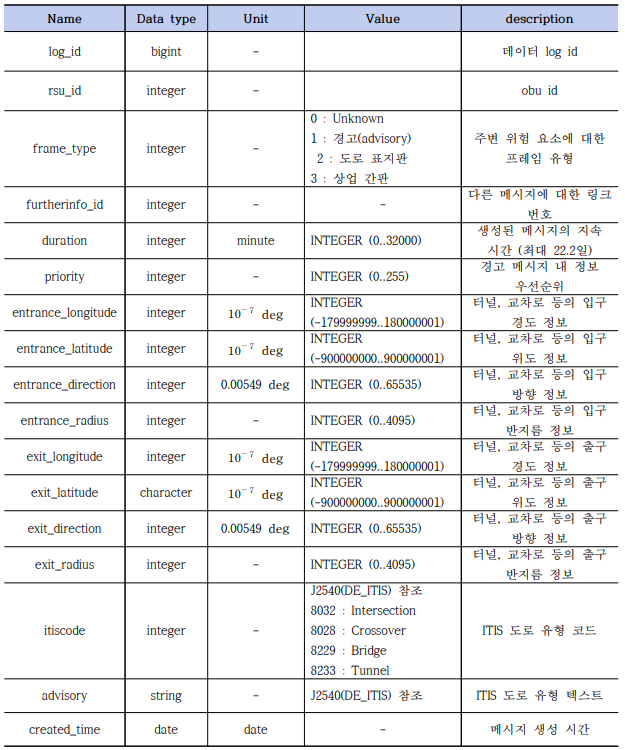 Name Data type Unit Value description
log_id bigint - 데이터 log id
rsu_id integer - obu id
frame_type integer - 0 : Unknown
1 : 경고(advisory)
2 : 도로 표지판
3 : 상업 간판
주변 위험 요소에 대한
프레임 유형
furtherinfo_id integer - - 다른 메시지에 대한 링크
번호
duration integer minute INTEGER (0..32000) 생성된 메시지의 지속
시간 (최대 22.2일)
priority integer - INTEGER (0..255) 경고 메시지 내 정보
우선순위
entrance_longitude integer 10⁻⁷ deg INTEGER
(-179999999..180000001)
터널, 교차로 등의 입구
경도 정보
entrance_latitude integer 10⁻⁷ deg INTEGER
(-900000000..900000001)
터널, 교차로 등의 입구
위도 정보
entrance_direction integer 0.00549 deg INTEGER (0..65535) 터널, 교차로 등의 입구
방향 정보
entrance_radius integer - INTEGER (0..4095) 터널, 교차로 등의 입구
반지름 정보
exit_longitude integer 10⁻⁷ deg INTEGER
(-179999999..180000001)
터널, 교차로 등의 출구
경도 정보
exit_latitude character 10⁻⁷ deg INTEGER
(-900000000..900000001)
터널, 교차로 등의 출구
위도 정보
exit_direction integer 0.00549 deg INTEGER (0..65535) 터널, 교차로 등의 출구
방향 정보
exit_radius integer - INTEGER (0..4095) 터널, 교차로 등의 출구
반지름 정보
itiscode integer - J2540(DE_ITIS) 참조
8032 : Intersection
8028 : Crossover
8229 : Bridge
8233 : Tunnel
ITIS 도로 유형 코드
advisory string - J2540(DE_ITIS) 참조 ITIS 도로 유형 텍스트
created_time date date - 메시지 생성 시간